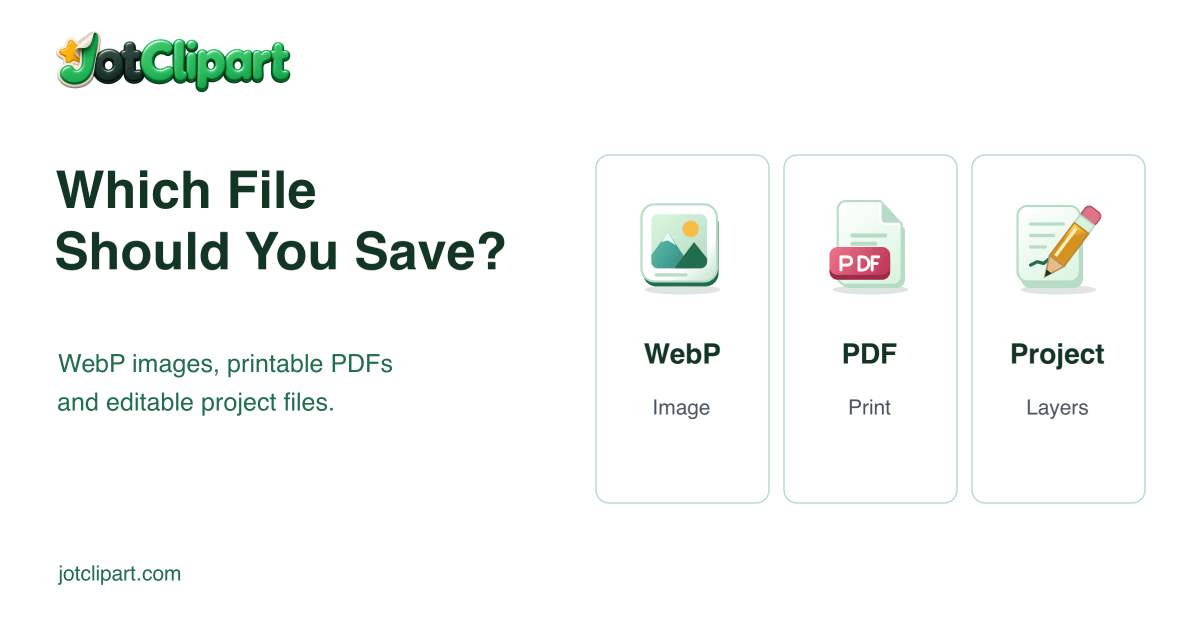 JotClipart
Which File
Should You Save?
WebP images, printable PDFs
and editable project files.
jotclipart.com
WebP
Image
PDF
PDF
Print
Project
Layers